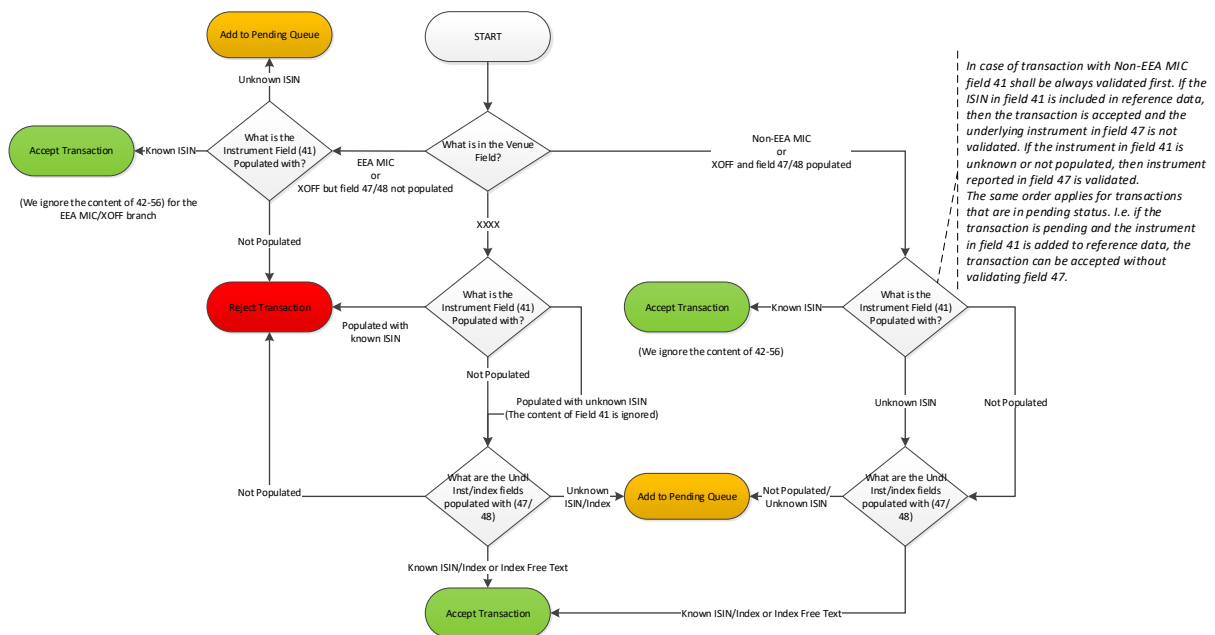 Add to Pending Queue
START
Unknown ISIN
In case of transaction with Non-EEA MIC
field 41 shall be always validated first. If the
ISIN in field 41 is included in reference data,
then the transaction is accepted and the
underlying instrument in field 47 is not
validated. If the instrument in field 41 is
unknown or not populated, then instrument
reported in field 47 is validated.
The same order applies for transactions
that are in pending status. I.e. if the
transaction is pending and the instrument
in field 41 is added to reference data, the
transaction can be accepted without
validating field 47.
Accept Transaction
Known ISIN
What is the
Instrument Field (41)
Populated with?
EEA MIC
or
XOFF but field 47/48 not populated
What is in the Venue
Field?
Non-EEA MIC
or
XOFF and field 47/48 populated
(We ignore the content of 42-56) for the
EEA MIC/XOFF branch
Not Populated
XXXX
Reject Transaction
Populated with
known ISIN
What is the
Instrument Field (41)
Populated with?
Accept Transaction
Known ISIN
What is the
Instrument Field (41)
Populated with?
(We ignore the content of 42-56)
Not Populated
Populated with unknown ISIN
(The content of Field 41 is ignored)
Unknown ISIN
Not Populated
Not Populated
What are the Undl
Inst/index fields
populated with (47/
48)
Unknown
ISIN/Index
Add to Pending Queue
Not Populated/
Unknown ISIN
What are the Undl
Inst/index fields
populated with (47/
48)
Known ISIN/Index or Index Free Text
Accept Transaction
Known ISIN/Index or Index Free Text